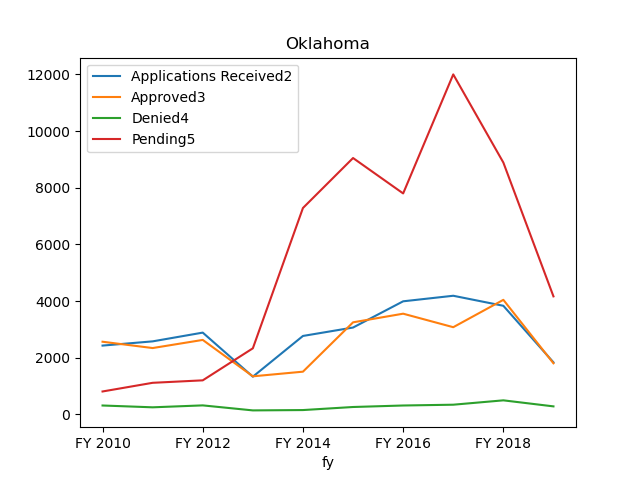 Oklahoma
Applications Received2
Approved3
Denied4
Pending5
12000
10000
8000
6000
4000
2000
0
FY 2010 FY 2012 FY 2014 FY 2016 FY 2018
fy